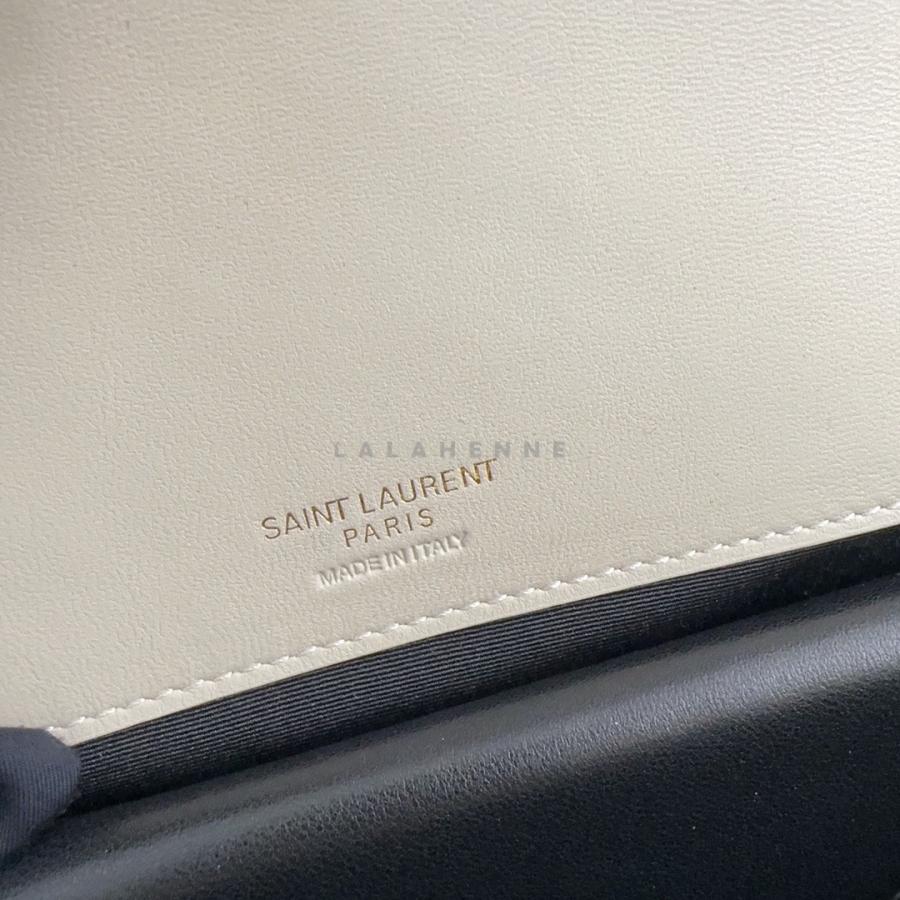 LALAHENNE
SAINT LAURENT
PARIS
MADE IN ITALY